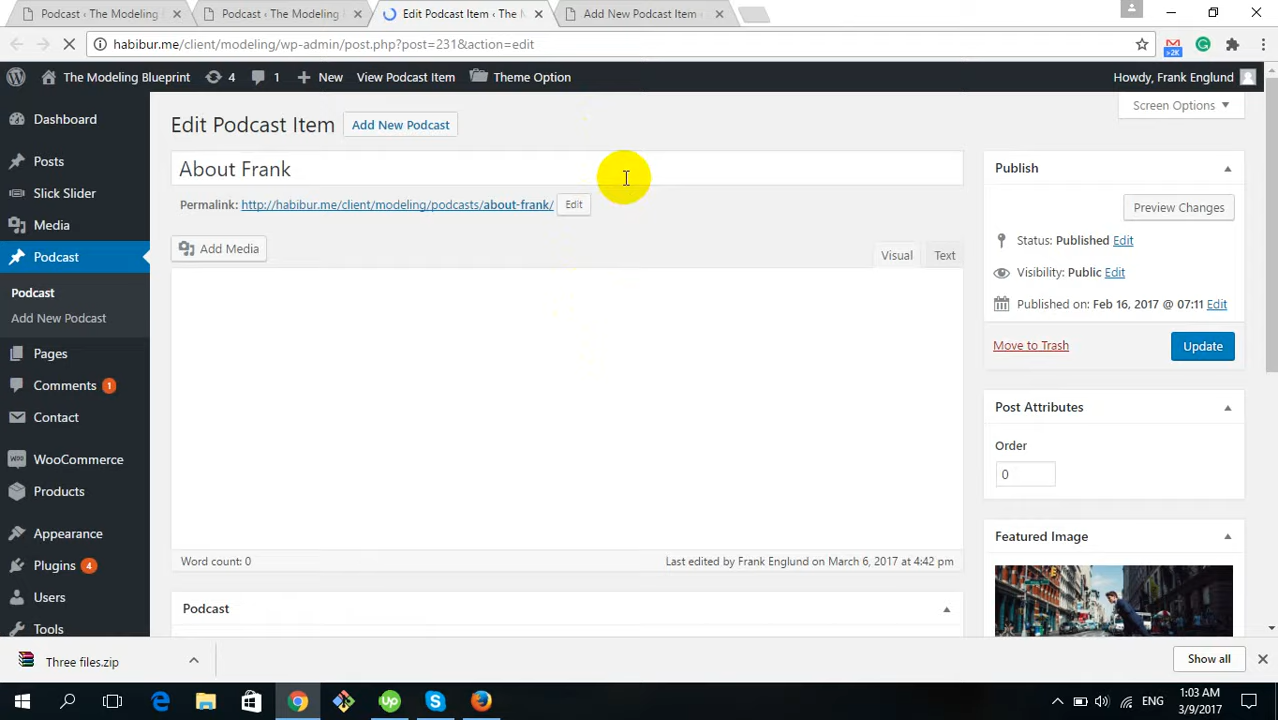 Podcast ‹ The Modeling B
Podcast ‹ The Modeling B
Edit Podcast Item ‹ The M
Add New Podcast Item ‹
habibur.me/client/modeling/wp-admin/post.php?post=231&action=edit
>2K
The Modeling Blueprint
4
1
New
View Podcast Item
Theme Option
Howdy, Frank Englund
Screen Options
Dashboard
Posts
Slick Slider
Media
Podcast
Podcast
Add New Podcast
Pages
Comments 1
Contact
WooCommerce
Products
Appearance
Plugins 4
Users
Tools
Edit Podcast Item
Add New Podcast
About Frank
Permalink: http://habibur.me/client/modeling/podcasts/about-frank/ Edit
Add Media
Visual Text
Word count: 0
Last edited by Frank Englund on March 6, 2017 at 4:42 pm
Podcast
Publish
Preview Changes
Status: Published Edit
Visibility: Public Edit
Published on: Feb 16, 2017 @ 07:11 Edit
Move to Trash
Update
Post Attributes
Order
0
Featured Image
Three files.zip
Show all
Up
ENG
1:03 AM
3/9/2017